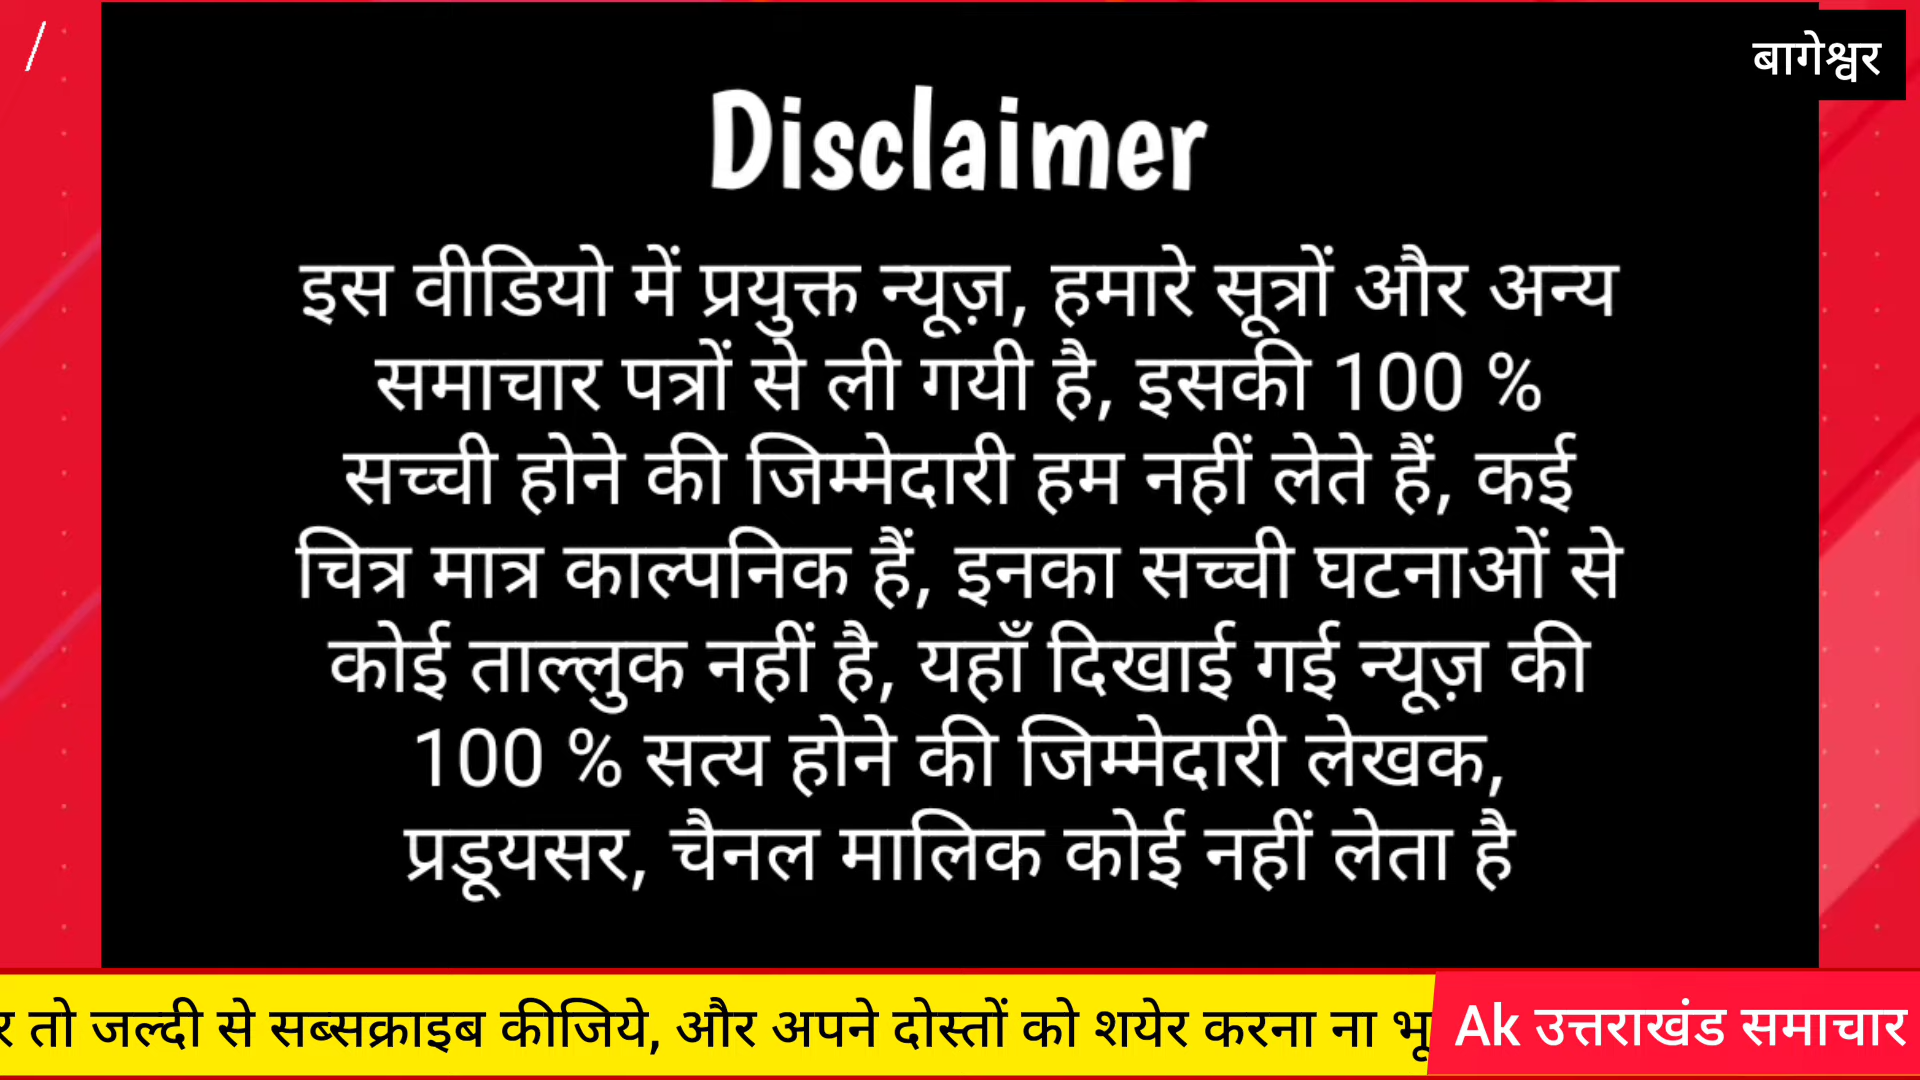 /
बागेश्वर
Disclaimer
इस वीडियो में प्रयुक्त न्यूज़, हमारे सूत्रों और अन्य
समाचार पत्रों से ली गयी है, इसकी 100 %
सच्ची होने की जिम्मेदारी हम नहीं लेते हैं, कई
चित्र मात्र काल्पनिक हैं, इनका सच्ची घटनाओं से
कोई ताल्लुक नहीं है, यहाँ दिखाई गई न्यूज़ की
100 % सत्य होने की जिम्मेदारी लेखक,
प्रडूयसर, चैनल मालिक कोई नहीं लेता है
तो जल्दी से सब्सक्राइब कीजिये, और अपने दोस्तों को शयेर करना ना
Ak उत्तराखंड समाचार